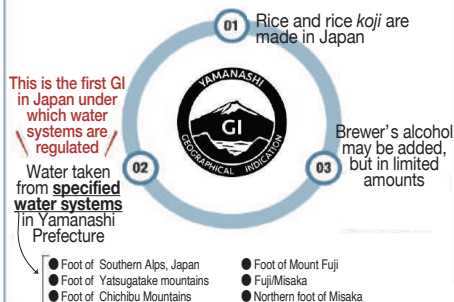 01
Rice and rice koji are
made in Japan
This is the first GI
in Japan under
which water
systems are
regulated
YAMANASHI
GI
GEOGRAPHICAL INDICATION
02
03
Brewer's alcohol
may be added,
but in limited
amounts
Water taken
from specified
water systems
in Yamanashi
Prefecture
● Foot of Southern Alps, Japan
● Foot of Yatsugatake mountains
● Foot of Chichibu Mountains
● Foot of Mount Fuji
● Fuji/Misaka
● Northern foot of Misaka